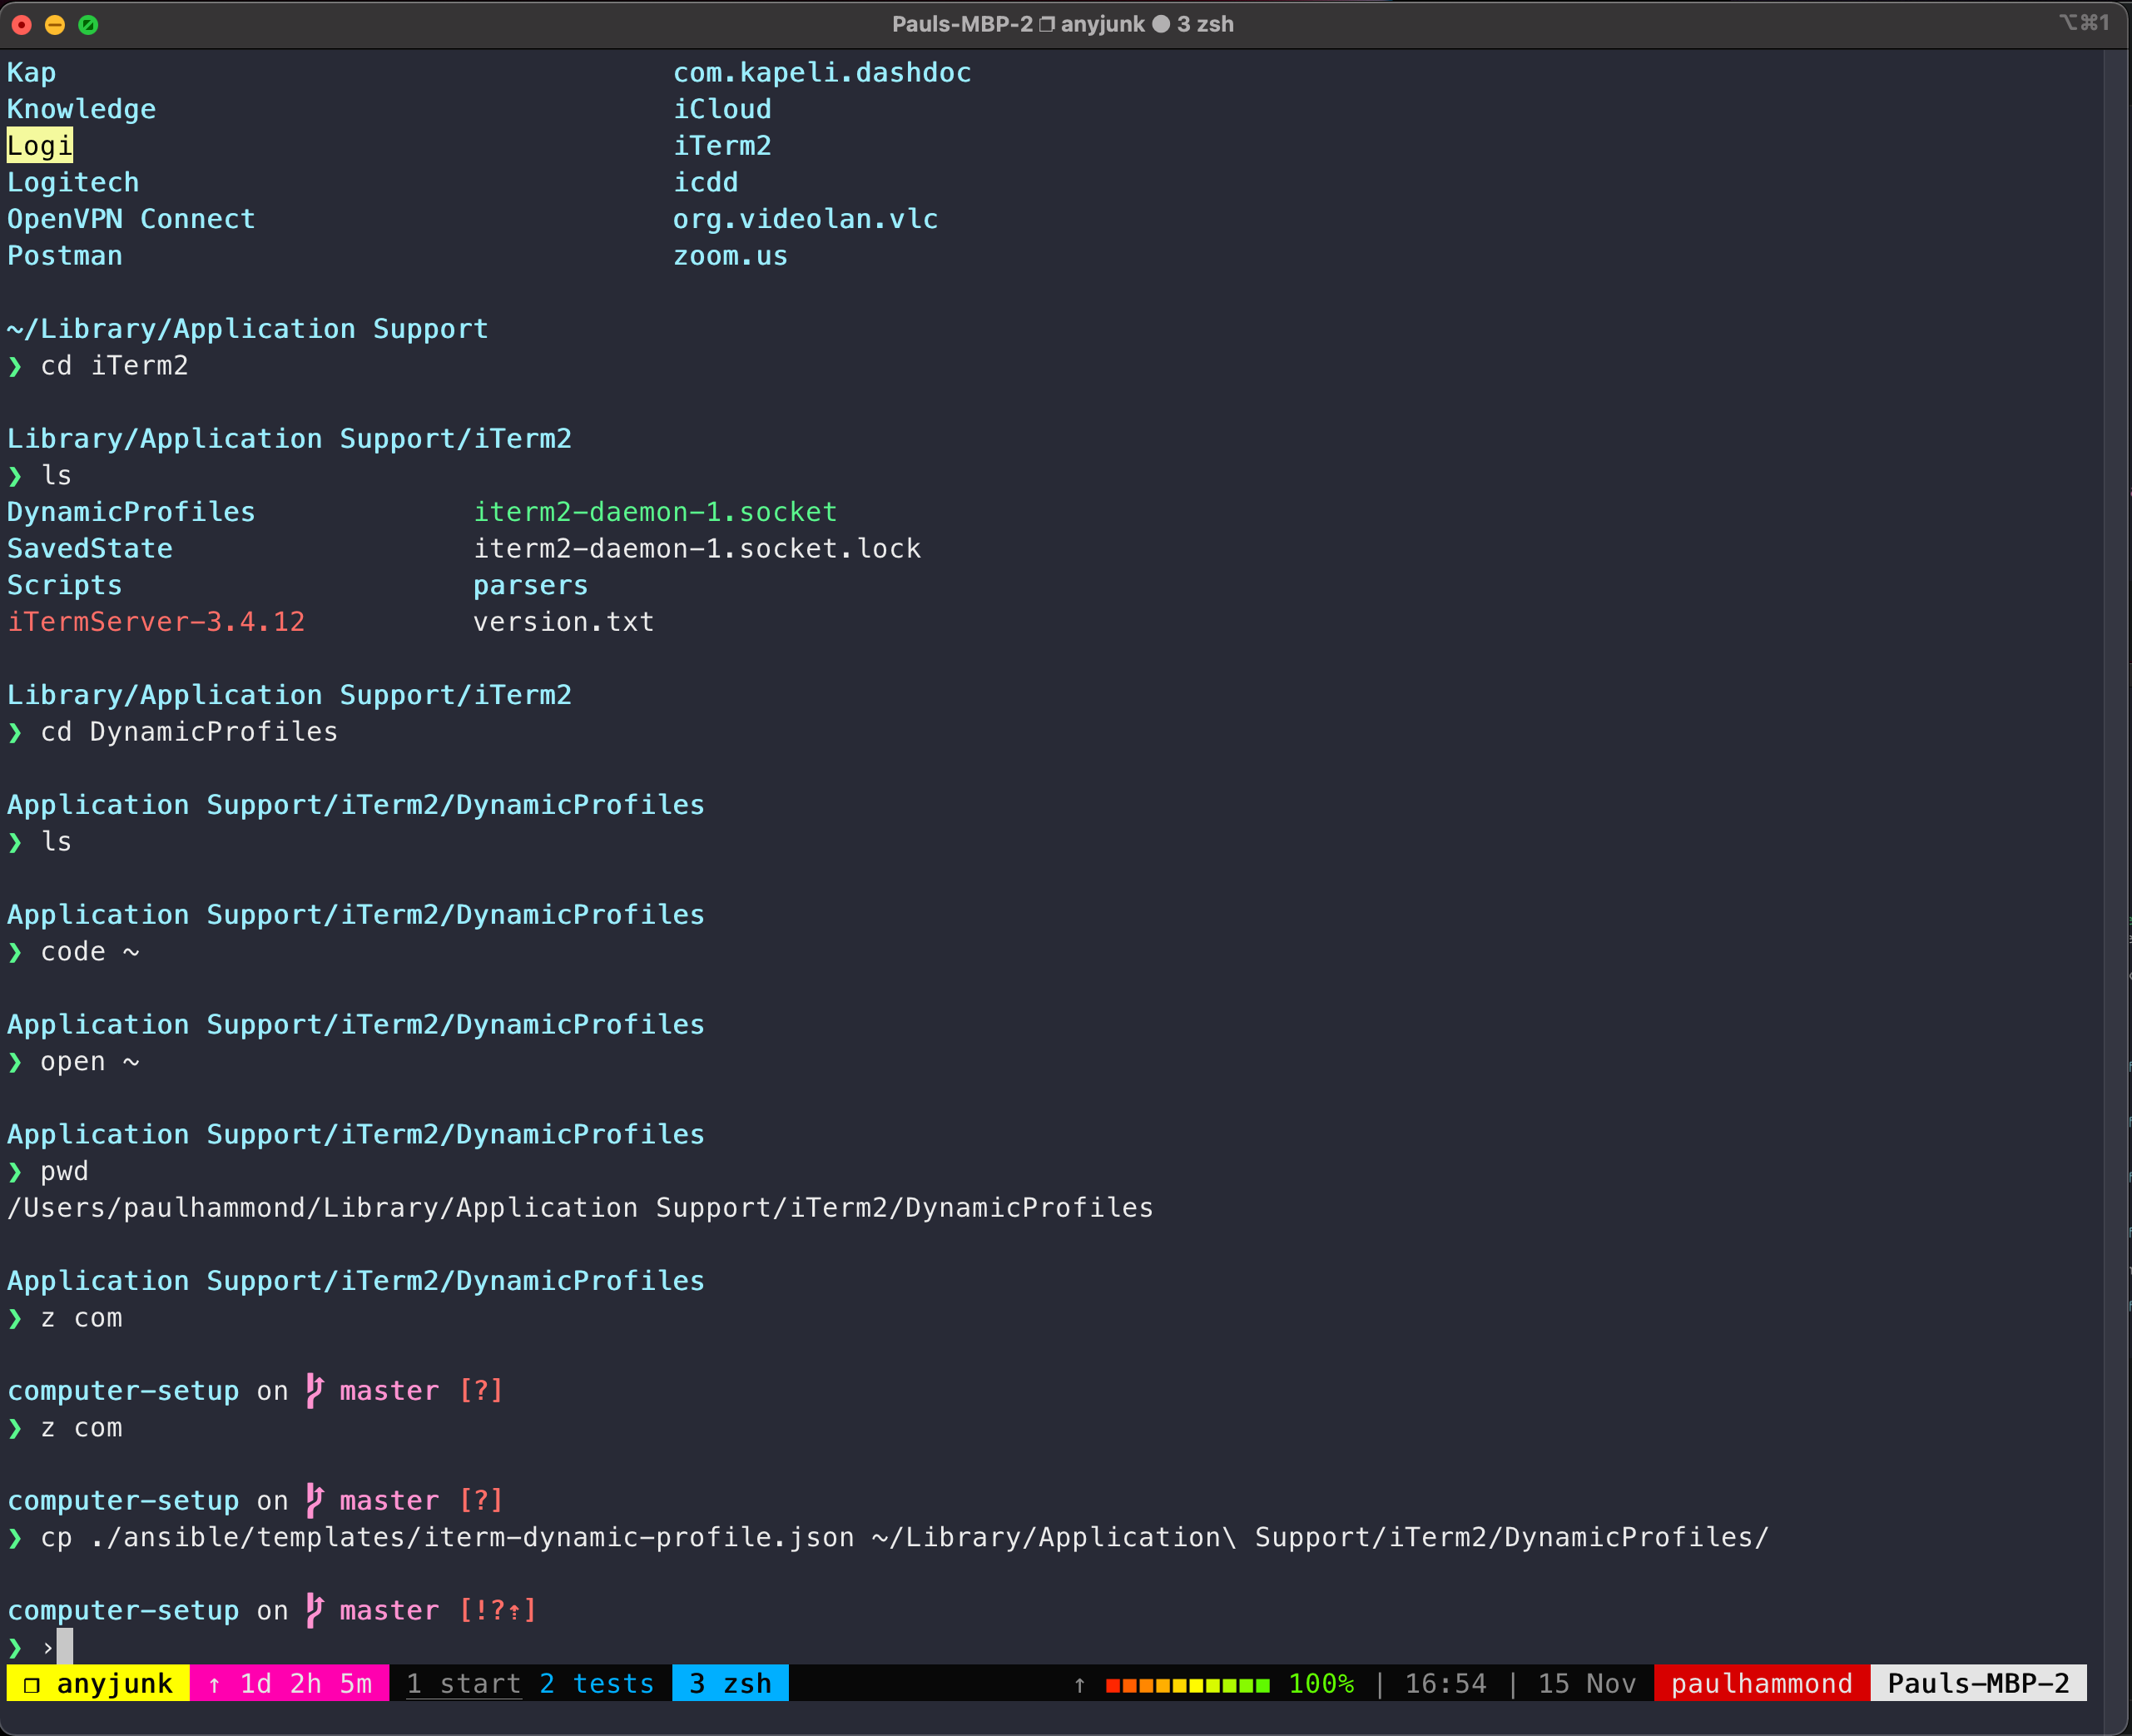 Pauls-MBP-2 ❐ anyjunk ● 3 zsh ⌥⌘1
Kap com.kapeli.dashdoc
Knowledge iCloud
Logi iTerm2
Logitech icdd
OpenVPN Connect org.videolan.vlc
Postman zoom.us
~/Library/Application Support
❯ cd iTerm2
Library/Application Support/iTerm2
❯ ls
DynamicProfiles iterm2-daemon-1.socket
SavedState iterm2-daemon-1.socket.lock
Scripts parsers
iTermServer-3.4.12 version.txt
Library/Application Support/iTerm2
❯ cd DynamicProfiles
Application Support/iTerm2/DynamicProfiles
❯ ls
Application Support/iTerm2/DynamicProfiles
❯ code ~
Application Support/iTerm2/DynamicProfiles
❯ open ~
Application Support/iTerm2/DynamicProfiles
❯ pwd
/Users/paulhammond/Library/Application Support/iTerm2/DynamicProfiles
Application Support/iTerm2/DynamicProfiles
❯ z com
computer-setup on master [?]
❯ z com
computer-setup on master [?]
❯ cp ./ansible/templates/iterm-dynamic-profile.json ~/Library/Application\ Support/iTerm2/DynamicProfiles/
computer-setup on master [!?⇡]
❯ ›
❐ anyjunk ↑ 1d 2h 5m 1 start 2 tests 3 zsh ↑ 100% | 16:54 | 15 Nov paulhammond Pauls-MBP-2